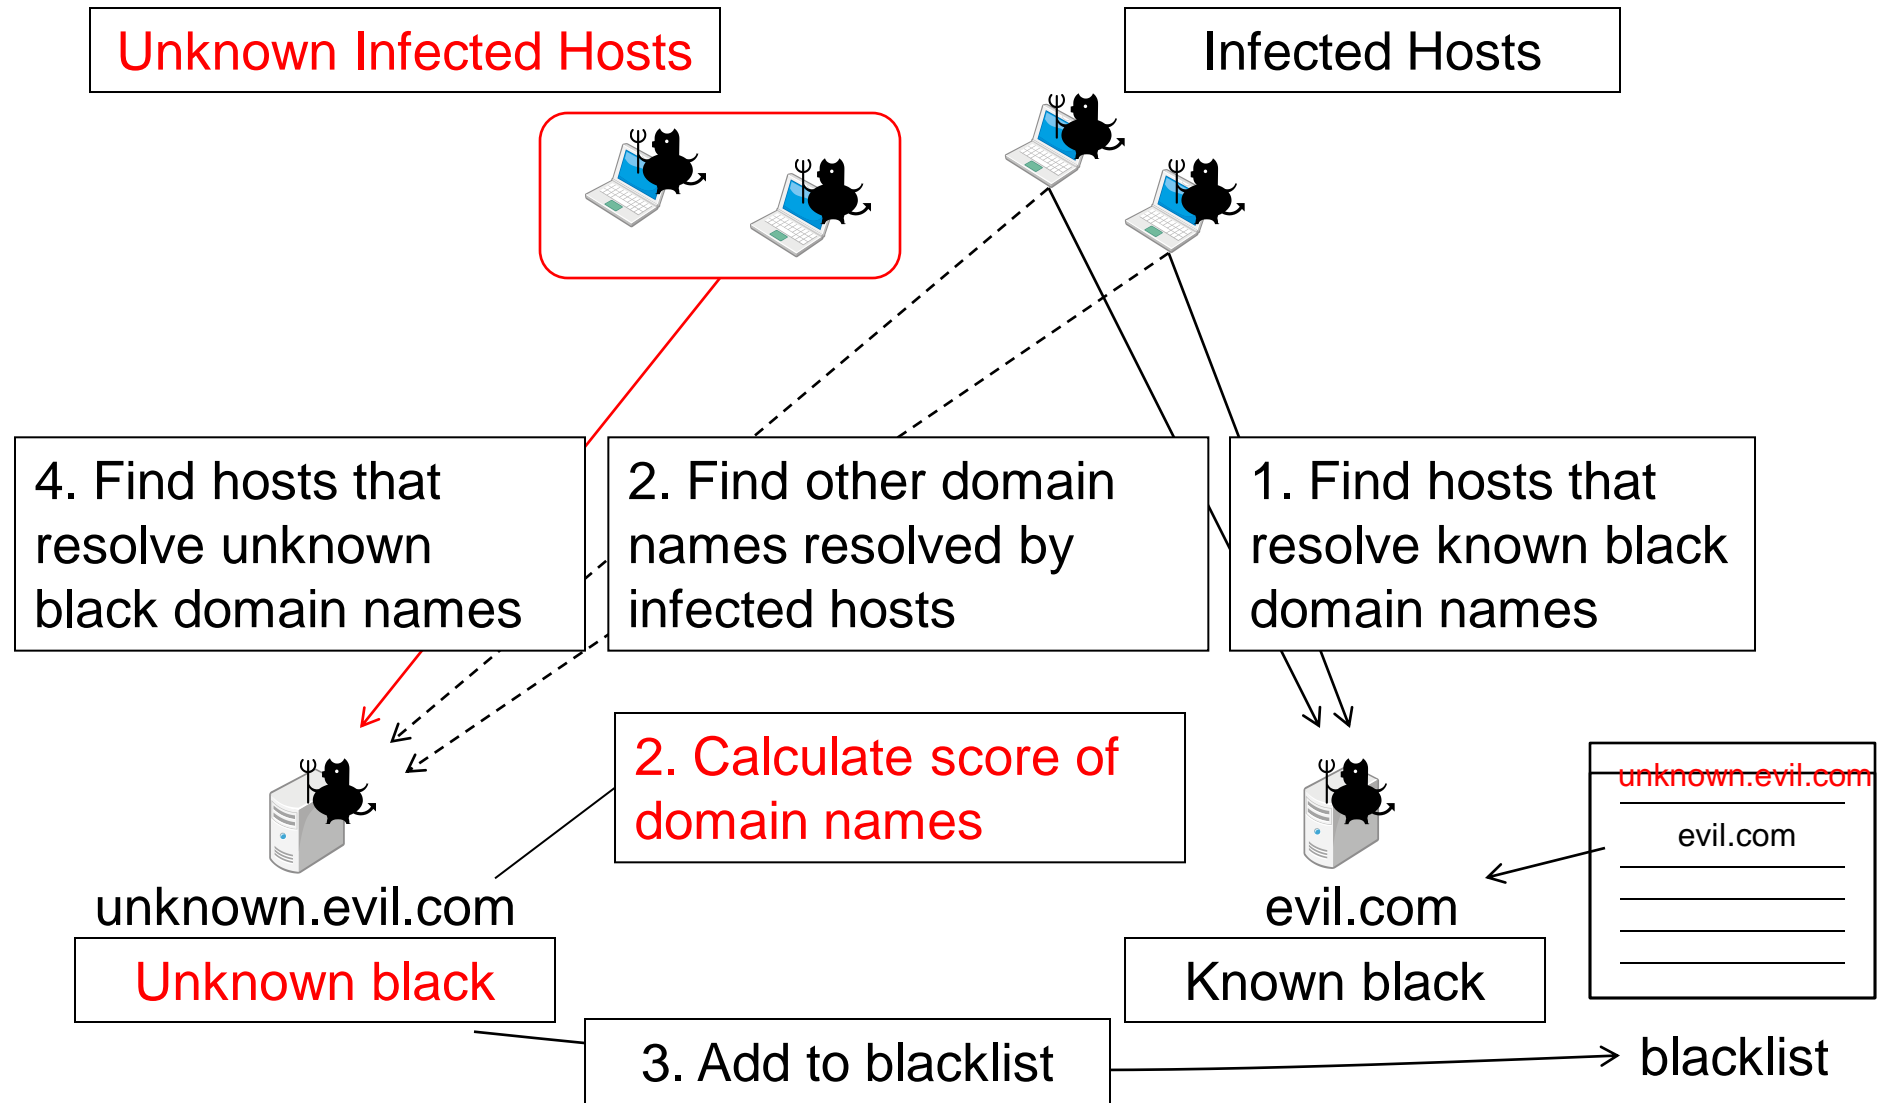 Unknown Infected Hosts
Infected Hosts
4. Find hosts that
resolve unknown
black domain names
2. Find other domain
names resolved by
infected hosts
1. Find hosts that
resolve known black
domain names
2. Calculate score of
domain names
unknown.evil.com
evil.com
unknown.evil.com
evil.com
Unknown black
Known black
3. Add to blacklist
blacklist